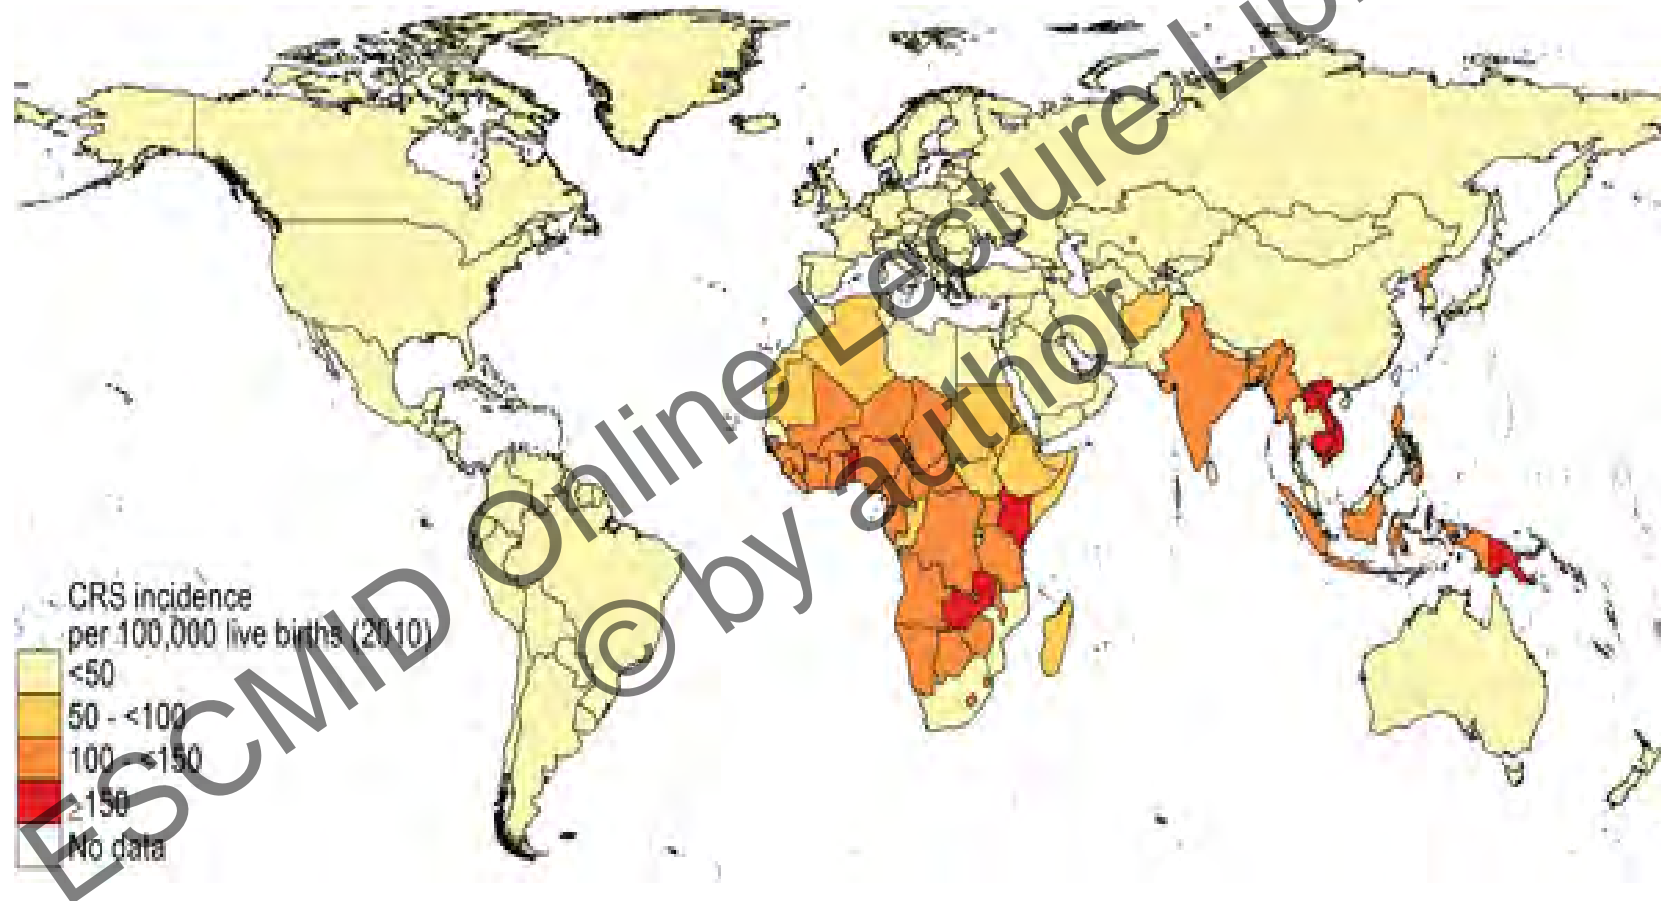 CRS incidence
per 100,000 live births (2010)
<50
50 - <100
100 - <150
≥150
No data
ESCMID Online Lecture Libr
© by author